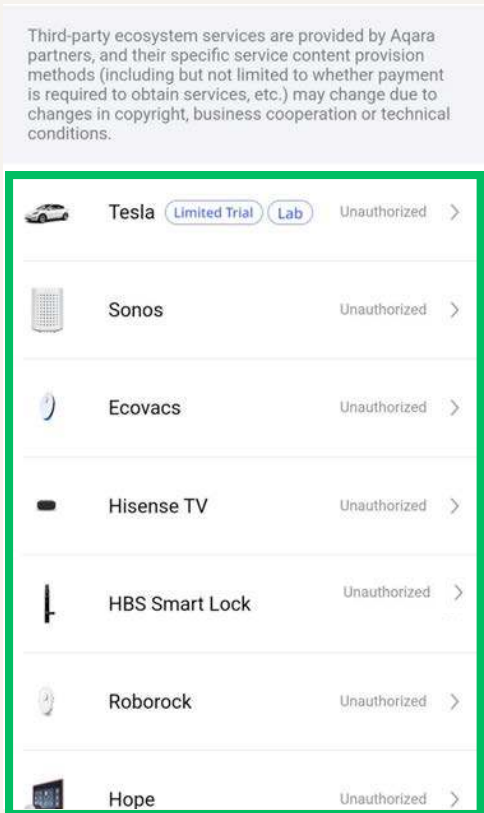 Third-party ecosystem services are provided by Aqara
partners, and their specific service content provision
methods (including but not limited to whether payment
is required to obtain services, etc.) may change due to
changes in copyright, business cooperation or technical
conditions.
Tesla Limited Trial Lab Unauthorized
Sonos Unauthorized
Ecovacs Unauthorized
Hisense TV Unauthorized
HBS Smart Lock Unauthorized
Roborock Unauthorized
Hope Unauthorized